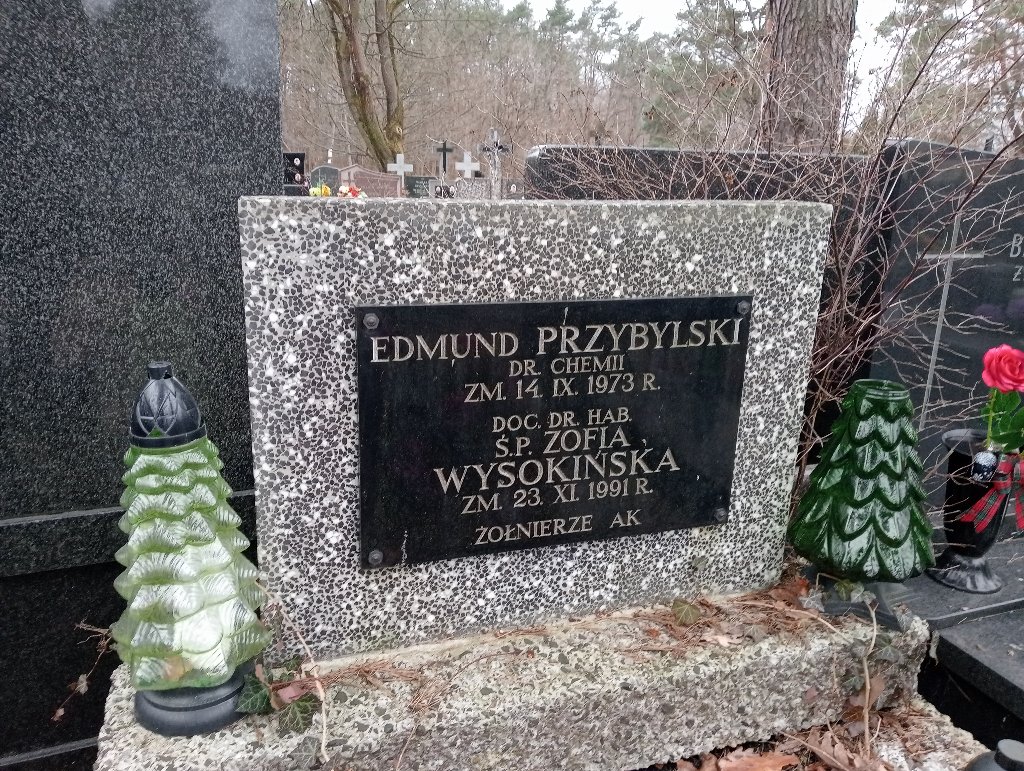 EDMUND PRZYBYLSKI
DR. CHEMII
ZM. 14. IX. 1973 R.
DOC. DR. HAB.
Ś.P. ZOFIA
WYSOKIŃSKA
ZM. 23. XI. 1991 R.
ŻOŁNIERZE AK